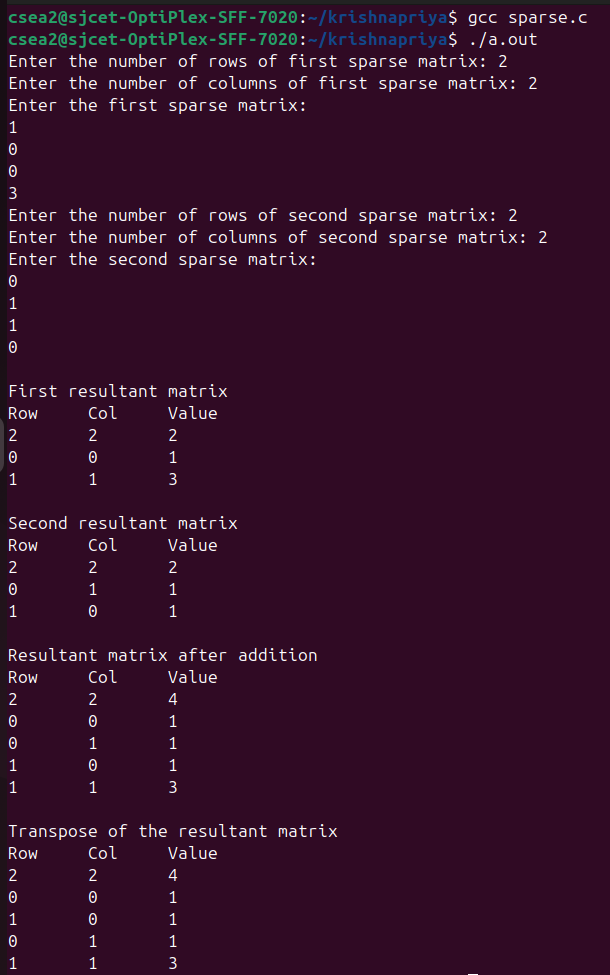 csea2@sjcet-OptiPlex-SFF-7020:~/krishnapriya$ gcc sparse.c
csea2@sjcet-OptiPlex-SFF-7020:~/krishnapriya$ ./a.out
Enter the number of rows of first sparse matrix: 2
Enter the number of columns of first sparse matrix: 2
Enter the first sparse matrix:
1
0
0
3
Enter the number of rows of second sparse matrix: 2
Enter the number of columns of second sparse matrix: 2
Enter the second sparse matrix:
0
1
1
0
First resultant matrix
Row Col Value
2 2 2
0 0 1
1 1 3
Second resultant matrix
Row Col Value
2 2 2
0 1 1
1 0 1
Resultant matrix after addition
Row Col Value
2 2 4
0 0 1
0 1 1
1 0 1
1 1 3
Transpose of the resultant matrix
Row Col Value
2 2 4
0 0 1
1 0 1
0 1 1
1 1 3